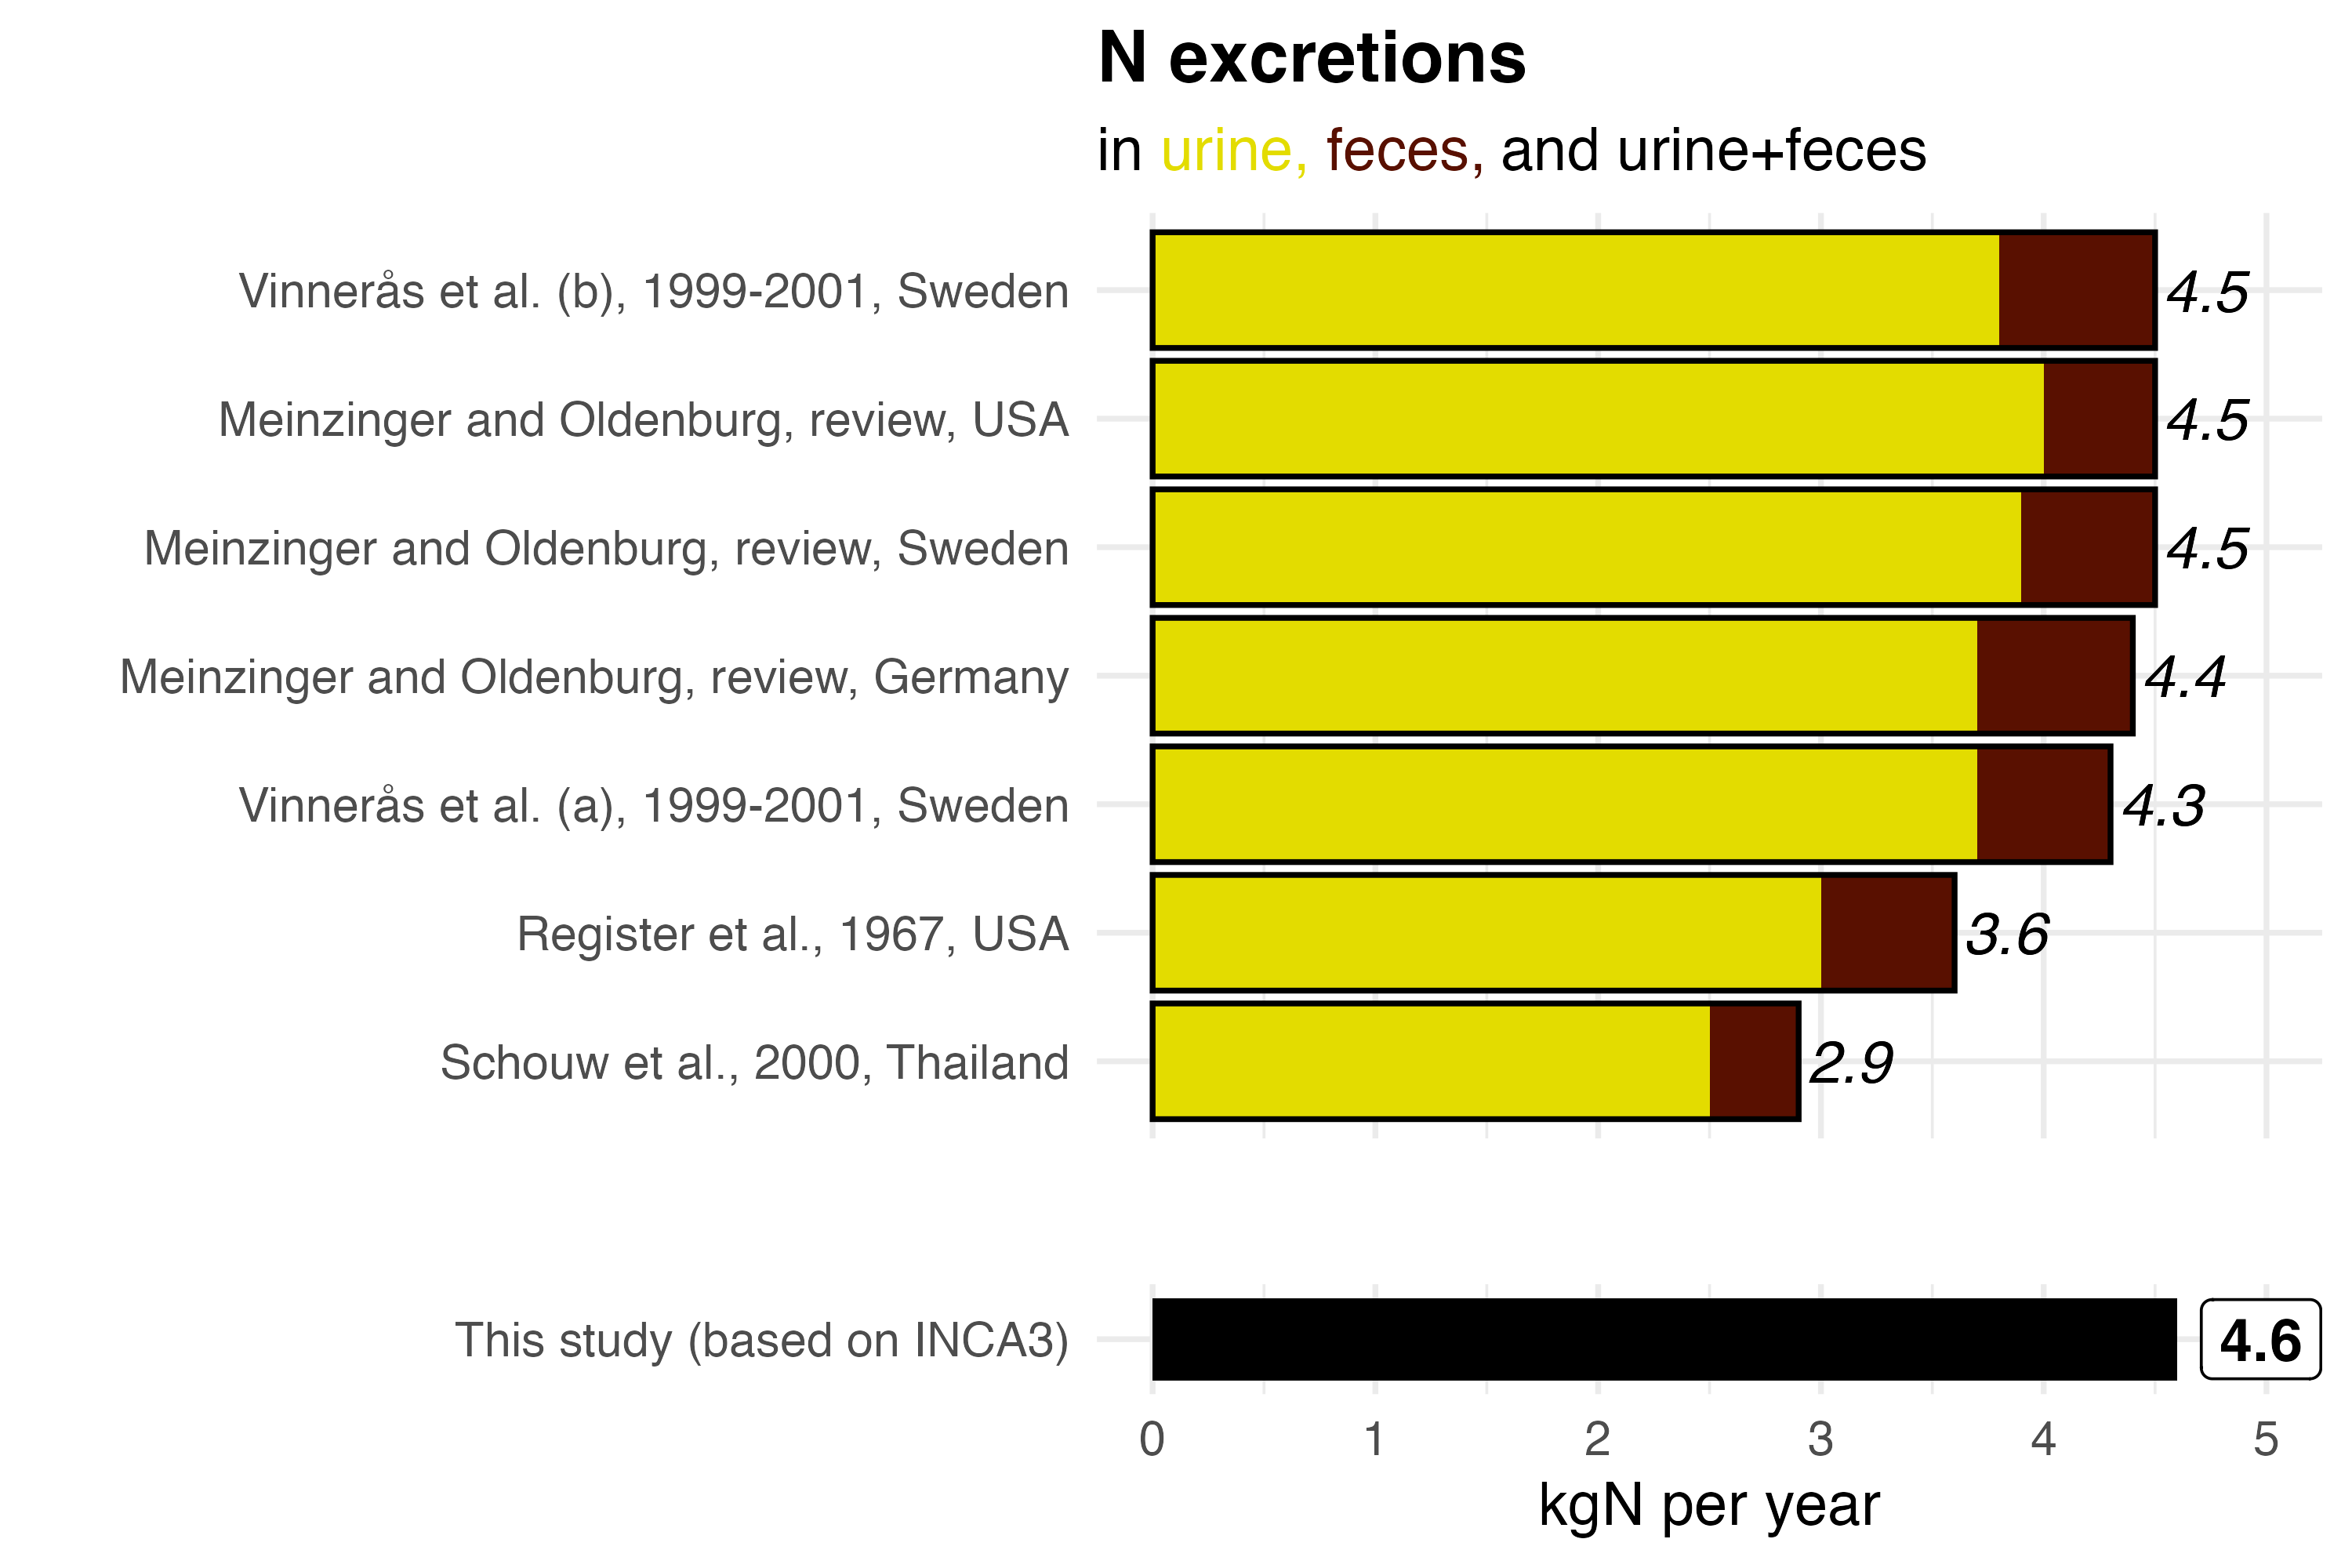 N excretions
in urine, feces, and urine+feces
Vinnerås et al. (b), 1999-2001, Sweden 4.5
Meinzinger and Oldenburg, review, USA 4.5
Meinzinger and Oldenburg, review, Sweden 4.5
Meinzinger and Oldenburg, review, Germany 4.4
Vinnerås et al. (a), 1999-2001, Sweden 4.3
Register et al., 1967, USA 3.6
Schouw et al., 2000, Thailand 2.9
This study (based on INCA3) 4.6
0 1 2 3 4 5
kgN per year